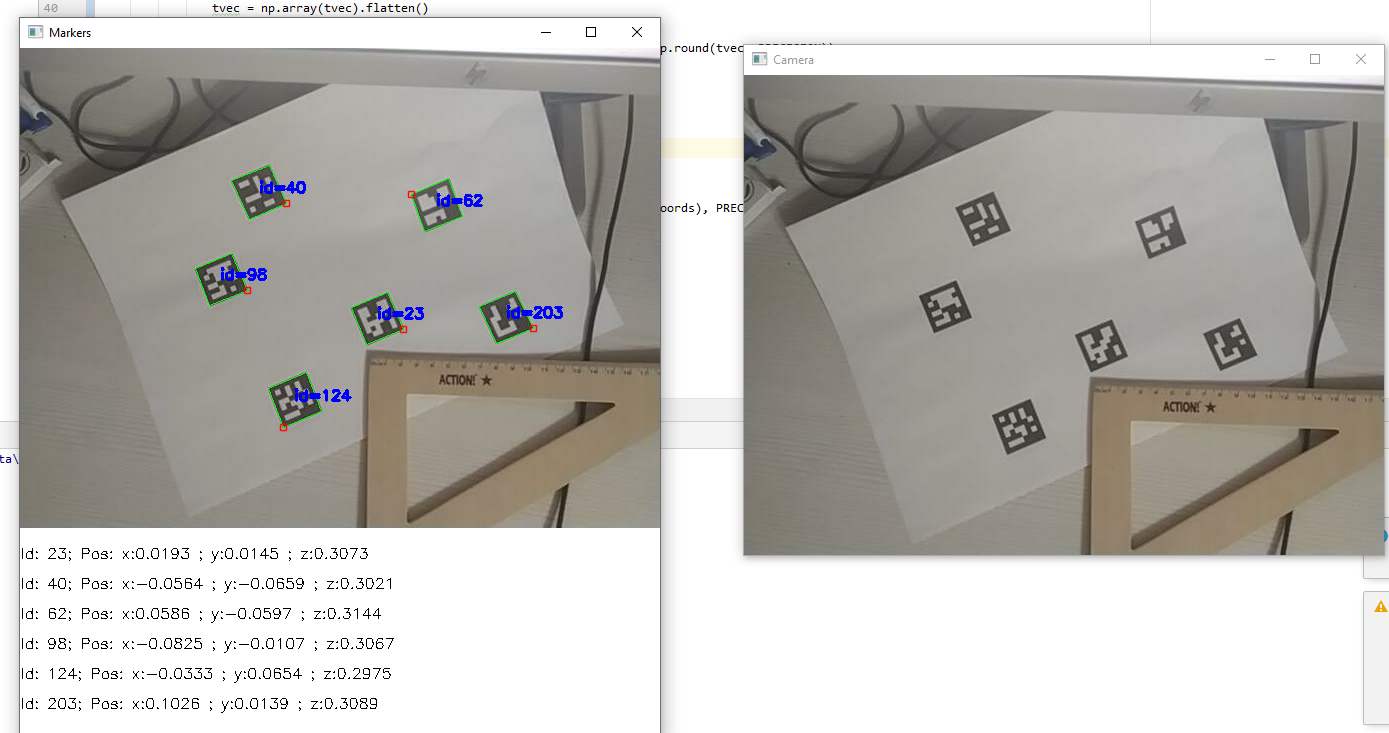 40
tvec = np.array(tvec).flatten()
Markers
p.round(tvec
Camera
hp
hp
oords), PREC
id=40
id=62
id=98
id=23
id=203
id=124
ACTION! ★
ACTION! ★
ta\
Id: 23; Pos: x:0.0193 ; y:0.0145 ; z:0.3073
Id: 40; Pos: x:-0.0564 ; y:-0.0659 ; z:0.3021
Id: 62; Pos: x:0.0586 ; y:-0.0597 ; z:0.3144
Id: 98; Pos: x:-0.0825 ; y:-0.0107 ; z:0.3067
Id: 124; Pos: x:-0.0333 ; y:0.0654 ; z:0.2975
Id: 203; Pos: x:0.1026 ; y:0.0139 ; z:0.3089